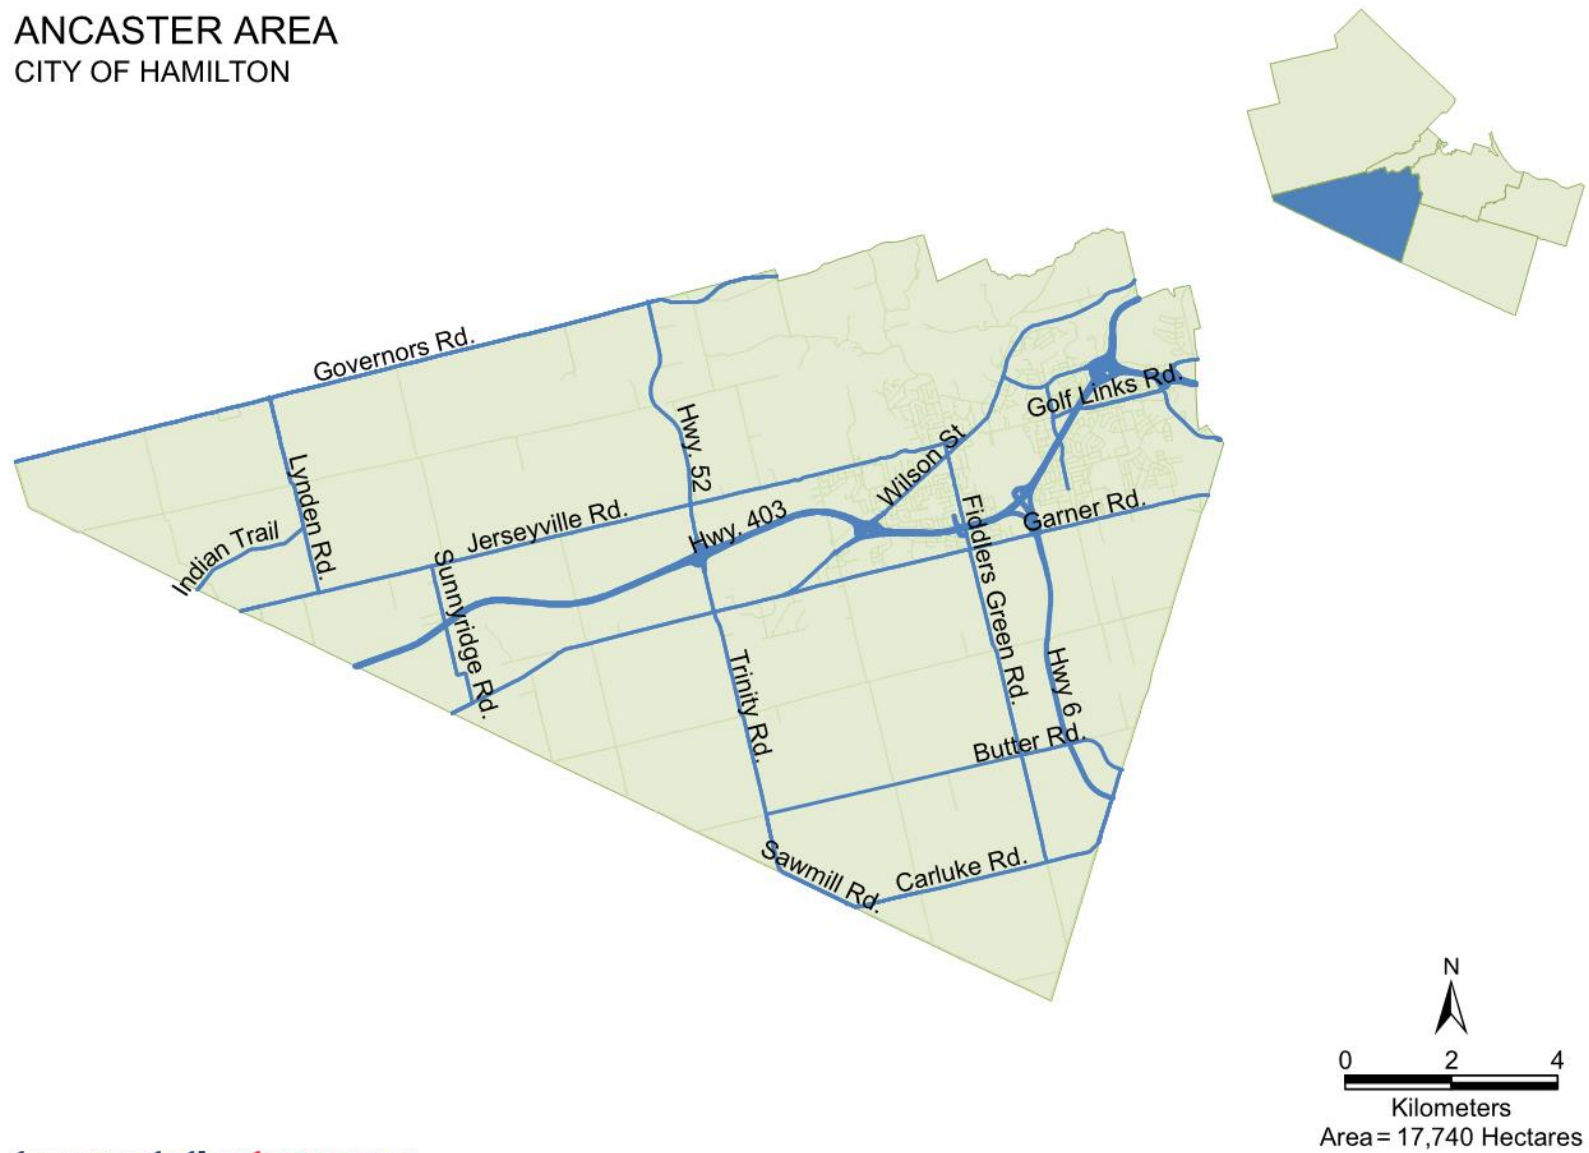 ANCASTER AREA
CITY OF HAMILTON
Governors Rd.
Golf Links Rd.
Hwy. 52
Wilson St
Lynden Rd.
Indian Trail
Jerseyville Rd.
Hwy. 403
Garner Rd.
Fiddlers Green Rd.
Sunnyridge Rd.
Trinity Rd.
Hwy 6
Butter Rd.
Sawmill Rd.
Carluke Rd.
N
0 2 4
Kilometers
Area = 17,740 Hectares